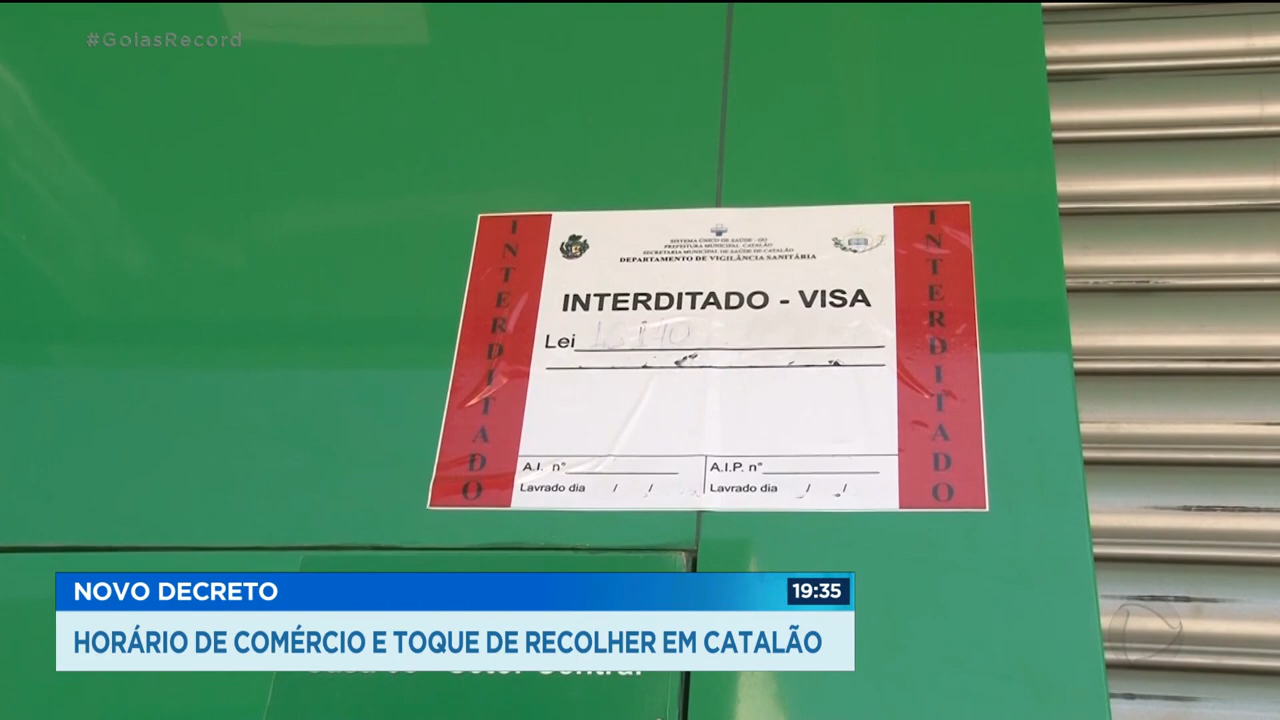 #GoiasRecord
SISTEMA ÚNICO DE SAÚDE - GO
PREFEITURA MUNICIPAL CATALÃO
SECRETARIA MUNICIPAL DE SAÚDE DE CATALÃO
DEPARTAMENTO DE VIGILÂNCIA SANITÁRIA
INTERDITADO
INTERDITADO - VISA
INTERDITADO
Lei
A.I. nº
Lavrado dia / /
A.I.P. nº
Lavrado dia / /
NOVO DECRETO
19:35
HORÁRIO DE COMÉRCIO E TOQUE DE RECOLHER EM CATALÃO